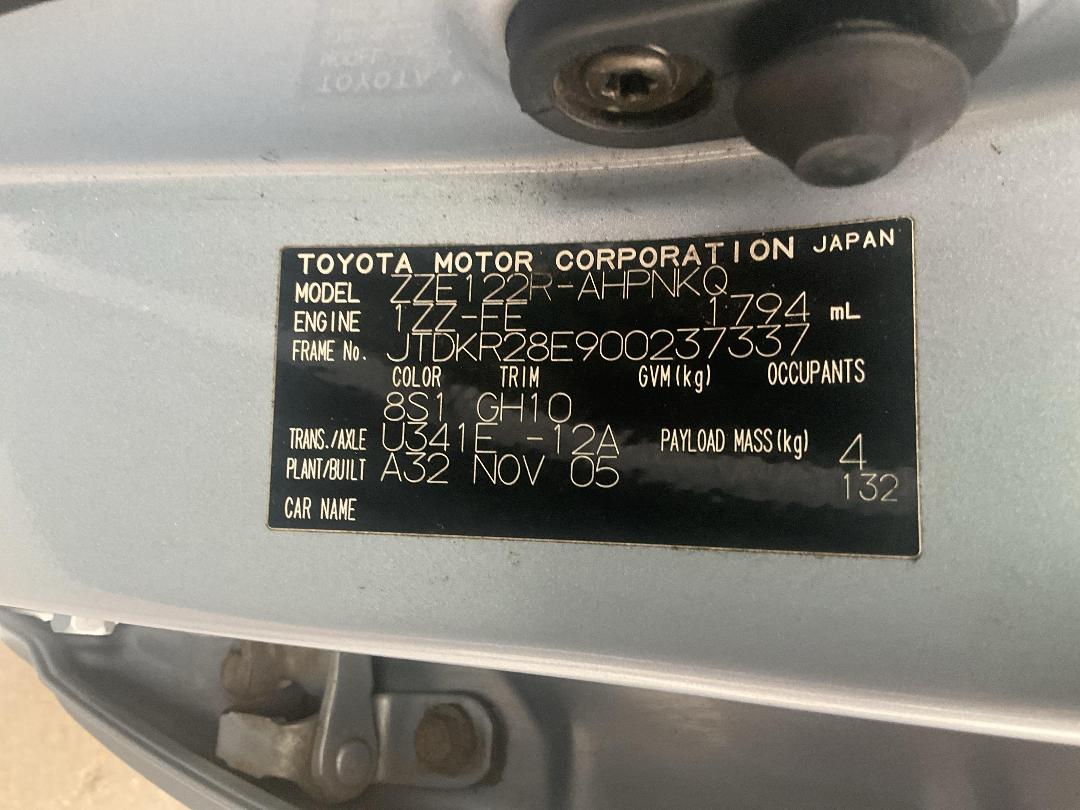 TOYOTA MOTOR CORPORATION JAPAN
MODEL ZZE122R-AHPNKQ
ENGINE 1ZZ-FE 1794 mL
FRAME No. JTDKR28E900237337
COLOR TRIM GVM(kg) OCCUPANTS
8S1 GH10
TRANS./AXLE U341E -12A PAYLOAD MASS(kg) 4
PLANT/BUILT A32 NOV 05 132
CAR NAME